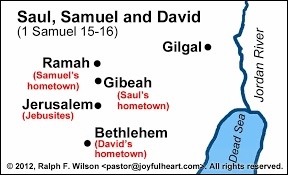 Saul, Samuel and David
(1 Samuel 15-16)
Gilgal
Ramah
(Samuel's
hometown)
Gibeah
(Saul's
hometown)
Jerusalem
(Jebusites)
Bethlehem
(David's
hometown)
Jordan River
Dead Sea
© 2012, Ralph F. Wilson <pastor@joyfulheart.com>. All rights reserved.